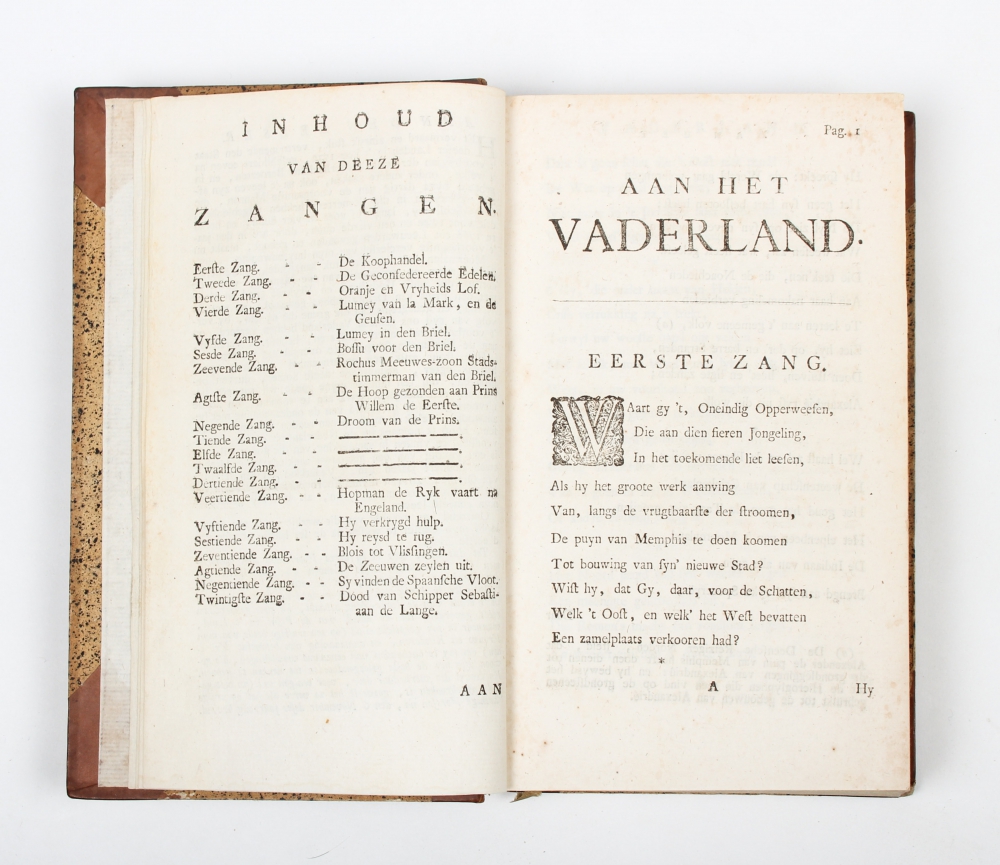 INHOUD
VAN DEEZE
ZANGEN.
Eerſte Zang. - - De Koophandel.
Tweede Zang. - - De Geconfedereerde Edelen.
Derde Zang. - - Oranje en Vryheids Lof.
Vierde Zang. - - Lumey van la Mark, en de
Geuſen.
Vyfde Zang. - - Lumey in den Briel.
Sesde Zang. - - Boſſu voor den Briel.
Zeevende Zang. - - Rochus Meeuwes-zoon Stads-
timmerman van den Briel.
Agtſte Zang. - - De Hoop gezonden aan Prins
Willem de Eerſte.
Negende Zang. - - Droom van de Prins.
Tiende Zang. - - ————.
Elfde Zang. - - ————.
Twaalfde Zang. - - ————.
Dertiende Zang. - - ————.
Veertiende Zang. - - Hopman de Ryk vaart na
Engeland.
Vyftiende Zang. - - Hy verkrygd hulp.
Sestiende Zang. - - Hy reysd te rug.
Zeventiende Zang. - - Blois tot Vliſſingen.
Agtiende Zang. - - De Zeeuwen zeylen uit.
Negentiende Zang. - - Sy vinden de Spaanſche Vloot.
Twintigſte Zang. - - Dood van Schipper Sebaſti-
aan de Lange.
AAN
Pag. 1
AAN HET
VADERLAND.
EERSTE ZANG.
WAart gy 't, Oneindig Opperweeſen,
Die aan dien fieren Jongeling,
In het toekomende liet leeſen,
Als hy het groote werk aanving
Van, langs de vrugtbaarſte der ſtroomen,
De puyn van Memphis te doen koomen
Tot bouwing van ſyn' nieuwe Stad?
Wiſt hy, dat Gy, daar, voor de Schatten,
Welk 't Ooſt, en welk' het Weſt bevatten
Een zamelplaats verkooren had?
*
A Hy